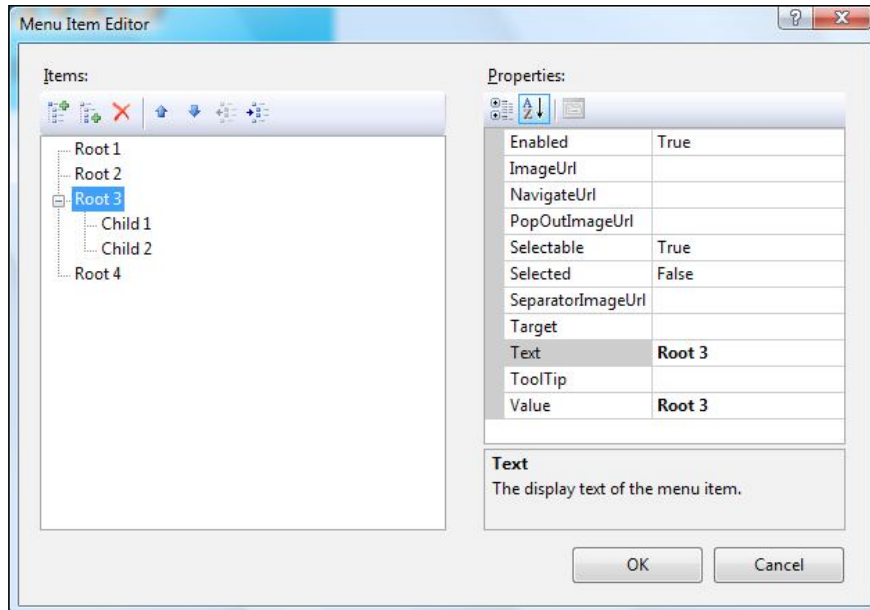 Menu Item Editor
Items:
Properties:
Root 1
Root 2
Root 3
Child 1
Child 2
Root 4
Enabled True
ImageUrl
NavigateUrl
PopOutImageUrl
Selectable True
Selected False
SeparatorImageUrl
Target
Text Root 3
ToolTip
Value Root 3
Text
The display text of the menu item.
OK Cancel